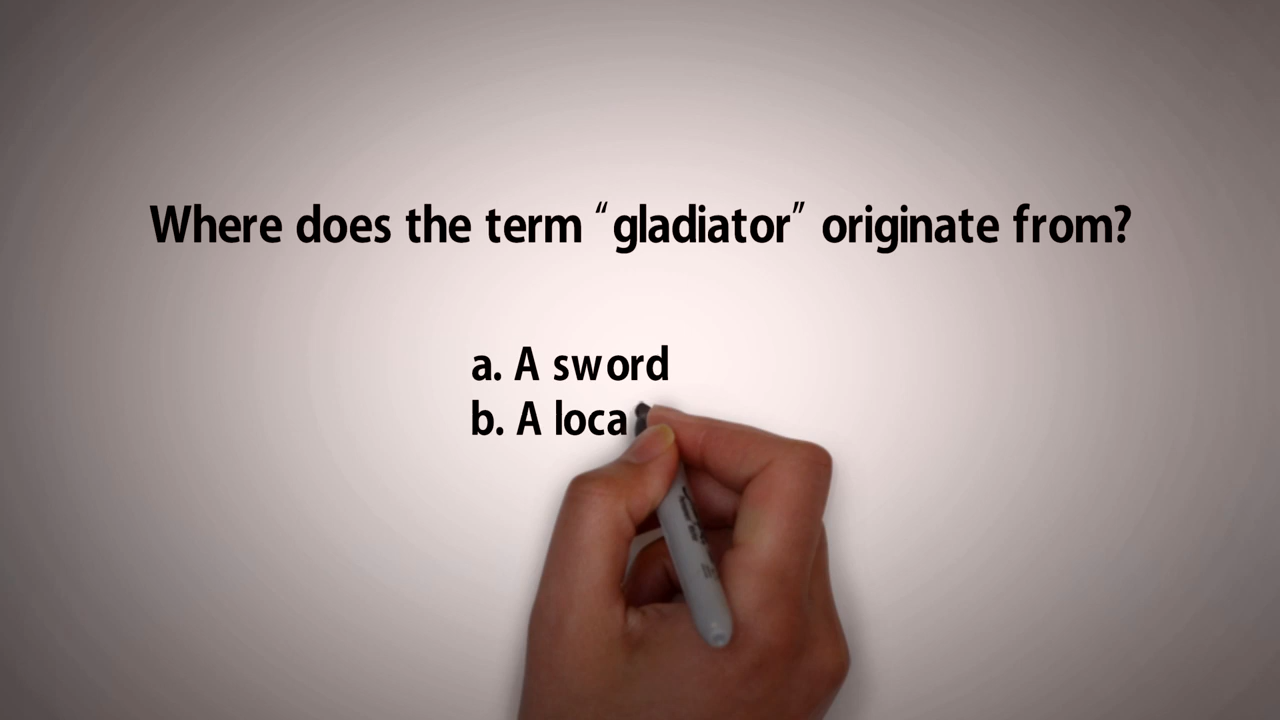 Where does the term “gladiator” originate from?
a. A sword
b. A loca